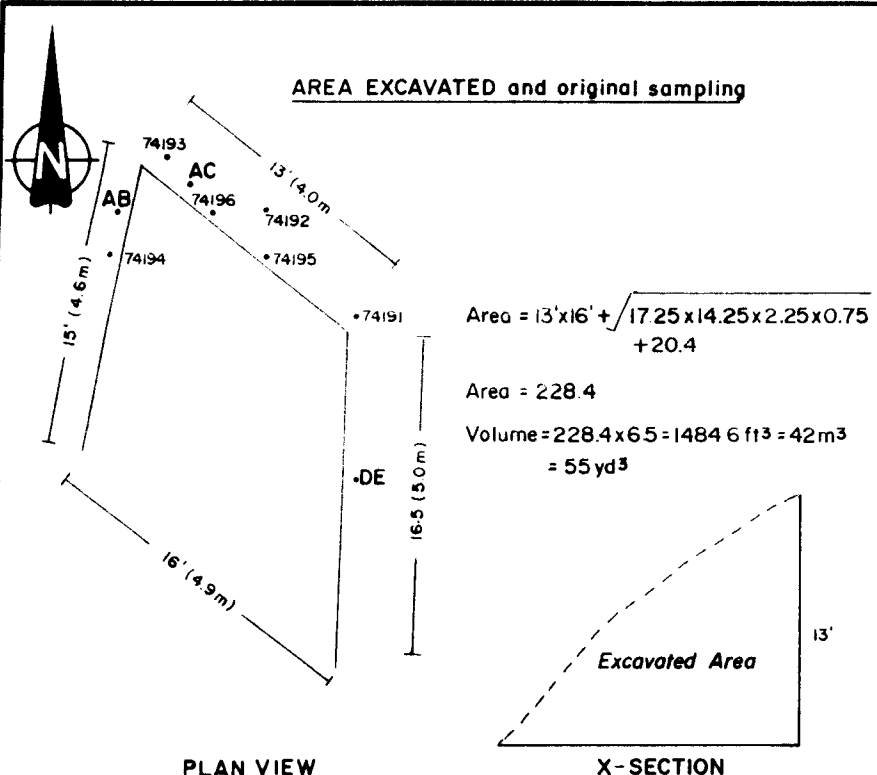 AREA EXCAVATED and original sampling
N
74193
AC
13' (4.0m
AB
74196
74192
74194
74195
15' (4.6m)
74191
Area = 13'x16' + √17.25x14.25x2.25x0.75
+20.4
Area = 228.4
Volume = 228.4x6.5 = 1484 6 ft³ = 42m³
= 55 yd³
DE
16.5 (5.0m)
16' (4.9m)
13'
Excavated Area
PLAN VIEW
X-SECTION